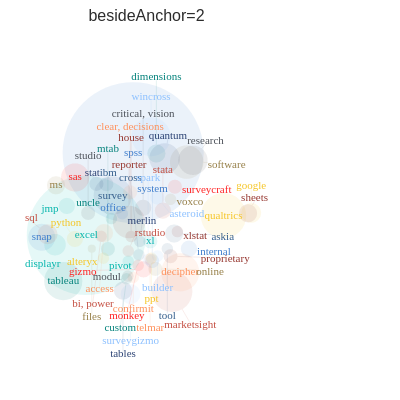 besideAnchor=2
dimensions
wincross
critical, vision
clear, decisions
house quantum
research
mtab
spss
studio
reporter
stata
software
sas statibm cross spark
ms
survey system surveycraft google
sheets
jmp uncle office voxco
sql
asteroid qualtrics
python merlin
snap excel rstudio xl xlstat askia
internal
displayr alteryx pivot proprietary
gizmo decipher online
tableau modul
access builder
ppt
bi, power
confirmit
files monkey tool
marketsight
custom telmar
surveygizmo
tables